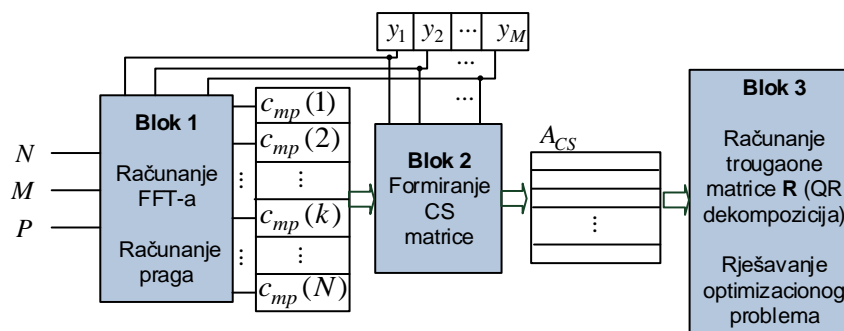 y1 y2 ... yM
...
...
N
M
P
Blok 1
Računanje
FFT-a
Računanje
praga
cmp(1)
cmp(2)
⋮ ⋮
cmp(k)
⋮ ⋮
cmp(N)
Blok 2
Formiranje
CS
matrice
ACS
⋮
Blok 3
Računanje
trougaone
matrice R (QR
dekompozicija)
Rješavanje
optimizacionog
problema